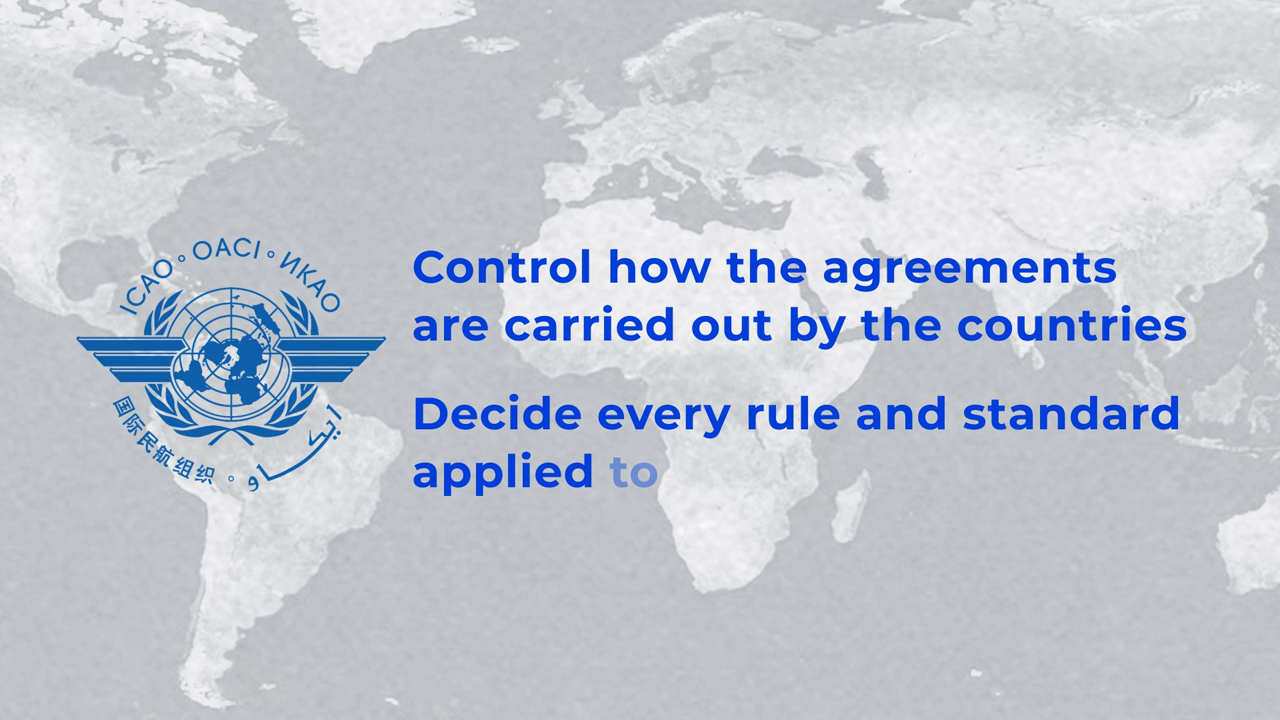 ICAO ° OACI ° ИКАО
Control how the agreements
are carried out by the countries
Decide every rule and standard
applied to
国际民航组织 ° ايكاو